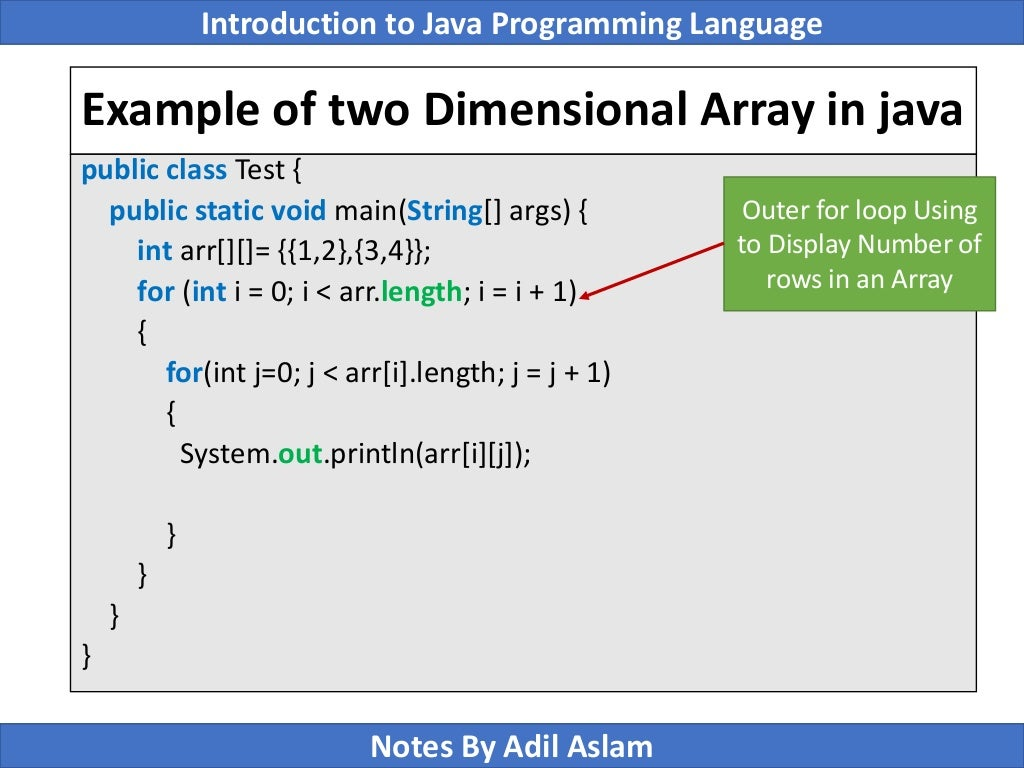 Introduction to Java Programming Language
Example of two Dimensional Array in java
public class Test {
public static void main(String[] args) {
int arr[][]= {{1,2},{3,4}};
for (int i = 0; i < arr.length; i = i + 1)
{
for(int j=0; j < arr[i].length; j = j + 1)
{
System.out.println(arr[i][j]);
}
}
}
}
Outer for loop Using
to Display Number of
rows in an Array
Notes By Adil Aslam